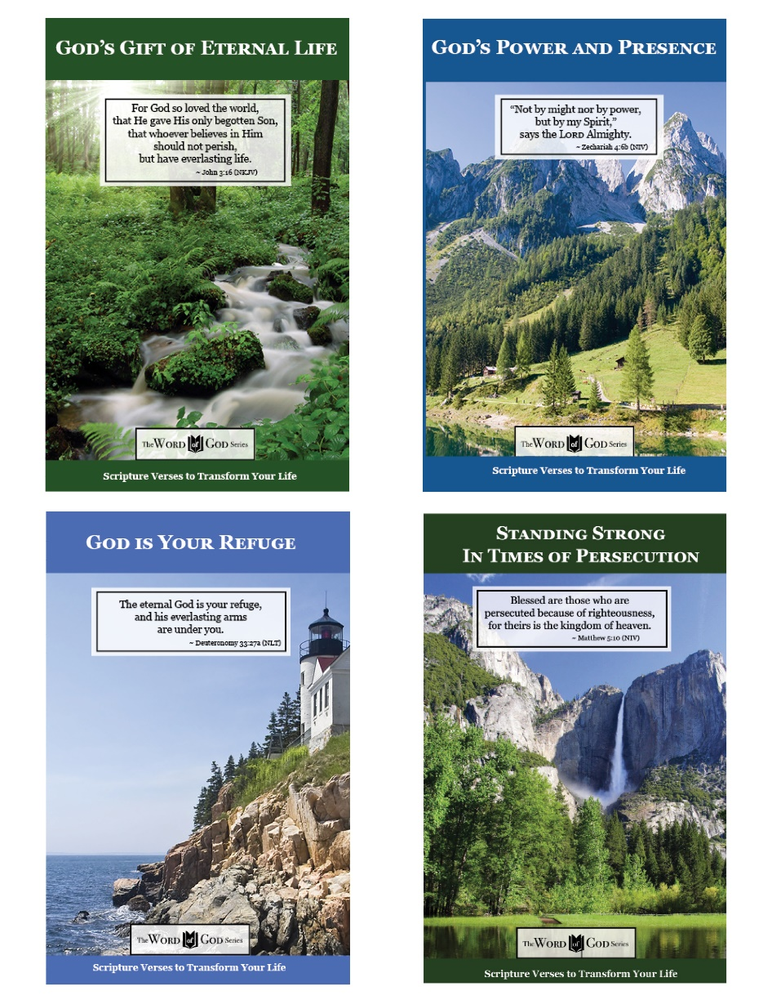 GOD'S GIFT OF ETERNAL LIFE
For God so loved the world,
that He gave His only begotten Son,
that whoever believes in Him
should not perish,
but have everlasting life.
~ John 3:16 (NKJV)
The WORD of GOD Series
Scripture Verses to Transform Your Life
GOD'S POWER AND PRESENCE
“Not by might nor by power,
but by my Spirit,”
says the LORD Almighty.
~ Zechariah 4:6b (NIV)
The WORD of GOD Series
Scripture Verses to Transform Your Life
GOD IS YOUR REFUGE
The eternal God is your refuge,
and his everlasting arms
are under you.
~ Deuteronomy 33:27a (NLT)
The WORD of GOD Series
Scripture Verses to Transform Your Life
STANDING STRONG
IN TIMES OF PERSECUTION
Blessed are those who are
persecuted because of righteousness,
for theirs is the kingdom of heaven.
~ Matthew 5:10 (NIV)
The WORD of GOD Series
Scripture Verses to Transform Your Life